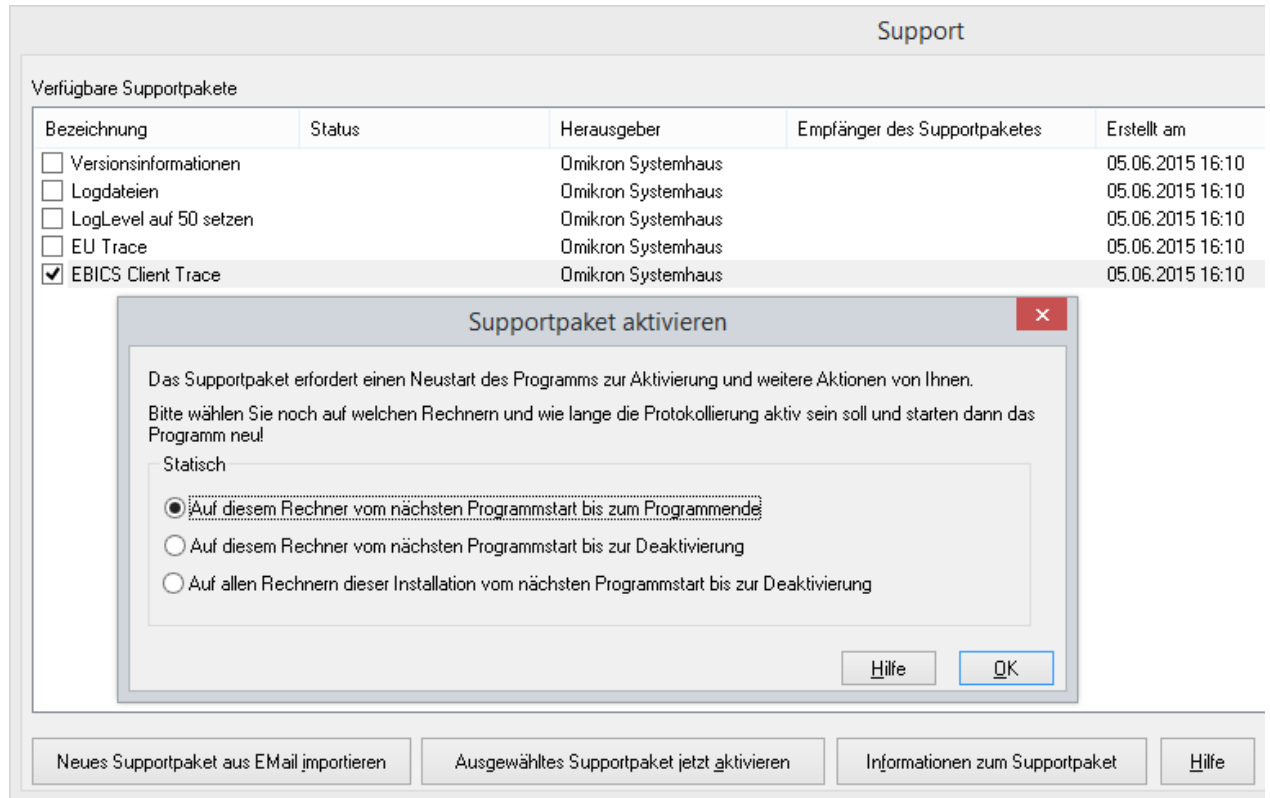 Support
Verfügbare Supportpakete
Bezeichnung Status Herausgeber Empfänger des Supportpaketes Erstellt am
Versionsinformationen Omikron Systemhaus 05.06.2015 16:10
Logdateien Omikron Systemhaus 05.06.2015 16:10
LogLevel auf 50 setzen Omikron Systemhaus 05.06.2015 16:10
EU Trace Omikron Systemhaus 05.06.2015 16:10
EBICS Client Trace Omikron Systemhaus 05.06.2015 16:10
Supportpaket aktivieren
Das Supportpaket erfordert einen Neustart des Programms zur Aktivierung und weitere Aktionen von Ihnen.
Bitte wählen Sie noch auf welchen Rechnern und wie lange die Protokollierung aktiv sein soll und starten dann das
Programm neu!
Statisch
Auf diesem Rechner vom nächsten Programmstart bis zum Programmende
Auf diesem Rechner vom nächsten Programmstart bis zur Deaktivierung
Auf allen Rechnern dieser Installation vom nächsten Programmstart bis zur Deaktivierung
Hilfe OK
Neues Supportpaket aus EMail importieren Ausgewähltes Supportpaket jetzt aktivieren Informationen zum Supportpaket Hilfe